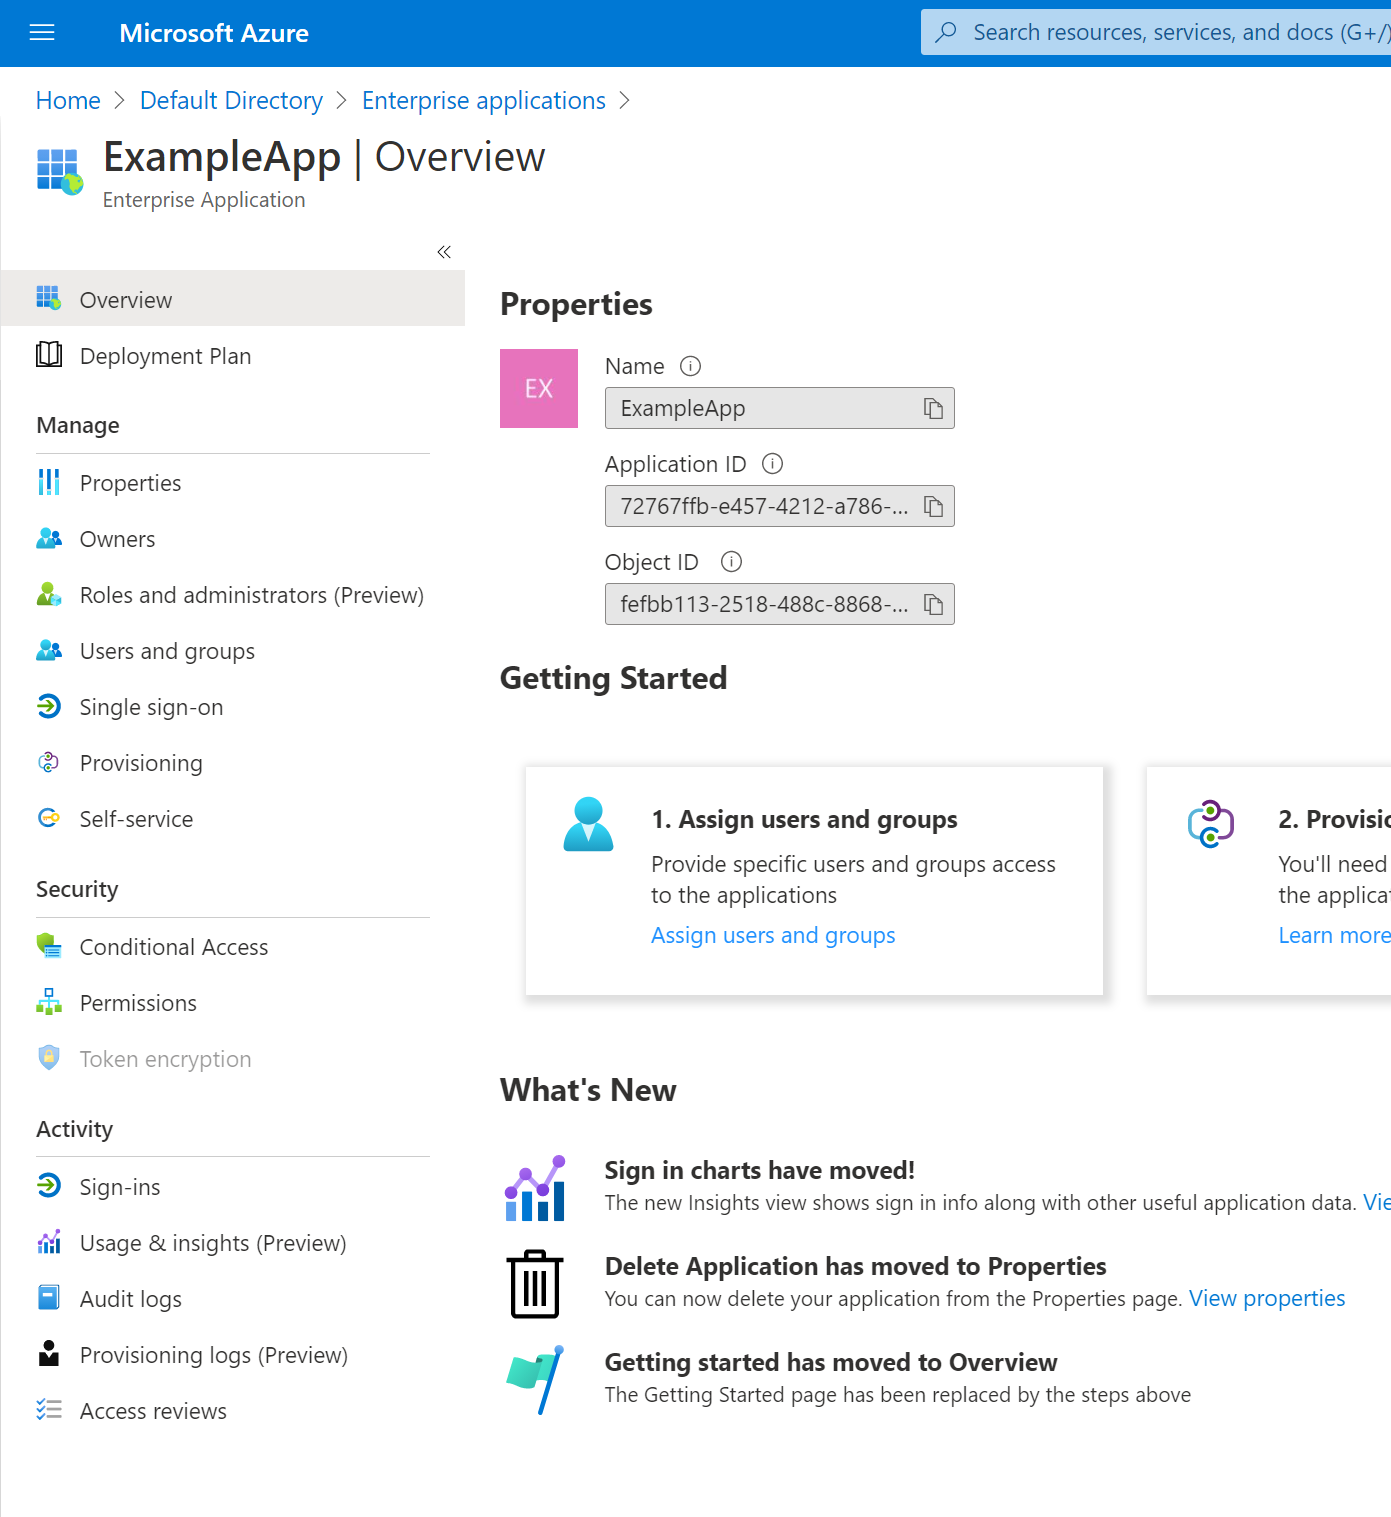 Microsoft Azure
Search resources, services, and docs (G+/)
Home > Default Directory > Enterprise applications >
ExampleApp | Overview
Enterprise Application
«
Overview
Deployment Plan
Manage
Properties
Owners
Roles and administrators (Preview)
Users and groups
Single sign-on
Provisioning
Self-service
Security
Conditional Access
Permissions
Token encryption
Activity
Sign-ins
Usage & insights (Preview)
Audit logs
Provisioning logs (Preview)
Access reviews
Properties
EX
Name
ExampleApp
Application ID
72767ffb-e457-4212-a786-...
Object ID
fefbb113-2518-488c-8868-...
Getting Started
1. Assign users and groups
Provide specific users and groups access
to the applications
Assign users and groups
2.
You'll need
the
Learn more
What's New
Sign in charts have moved!
The new Insights view shows sign in info along with other useful application data.
Delete Application has moved to Properties
You can now delete your application from the Properties page. View properties
Getting started has moved to Overview
The Getting Started page has been replaced by the steps above